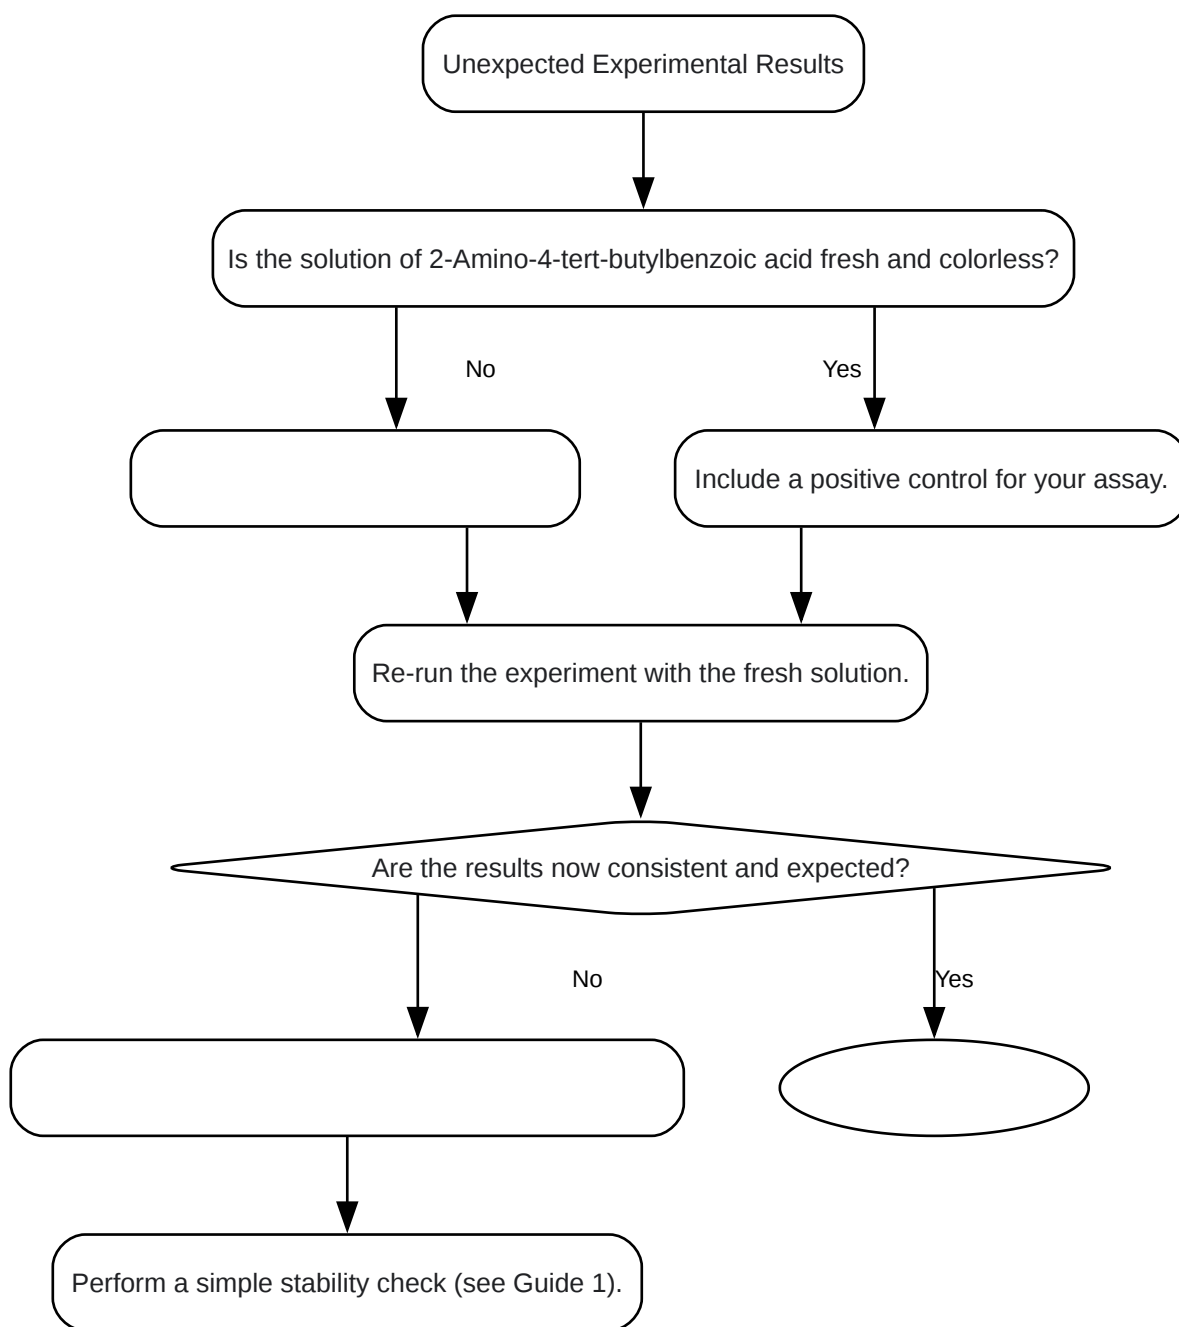 Unexpected Experimental Results
Is the solution of 2-Amino-4-tert-butylbenzoic acid fresh and colorless?
No
Yes
Include a positive control for your assay.
Re-run the experiment with the fresh solution.
Are the results now consistent and expected?
No
Yes
Perform a simple stability check (see Guide 1).